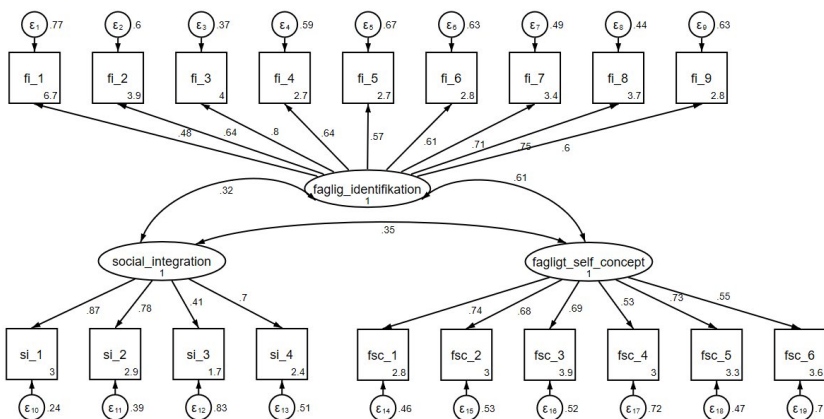 ε1 .77 ε2 .6 ε3 .37 ε4 .59 ε5 .67 ε6 .63 ε7 .49 ε8 .44 ε9 .63
fi_1 fi_2 fi_3 fi_4 fi_5 fi_6 fi_7 fi_8 fi_9
6.7 3.9 4 2.7 2.7 2.8 3.4 3.7 2.8
.48 .64 .8 .64 .57 .61 .71 .75 .6
faglig_identifikation
1
.32 .61
.35
social_integration fagligt_self_concept
1 1
.87 .78 .41 .7 .74 .68 .69 .53 .73 .55
si_1 si_2 si_3 si_4 fsc_1 fsc_2 fsc_3 fsc_4 fsc_5 fsc_6
3 2.9 1.7 2.4 2.8 3 3.9 3 3.3 3.6
ε10 .24 ε11 .39 ε12 .83 ε13 .51 ε14 .46 ε15 .53 ε16 .52 ε17 .72 ε18 .47 ε19 .7